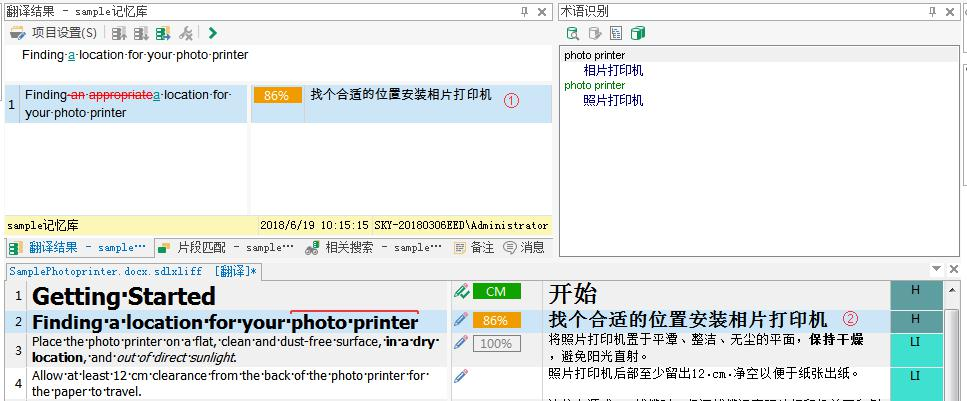 翻译结果 - sample记忆库
项目设置(S)
Finding·a·location·for·your·photo·printer
1 Finding·an·appropriatea·location·for·your·photo·printer 86% 找个合适的位置安装相片打印机 ①
sample记忆库 2018/6/19 10:15:15 SKY-20180306EED\Administrator
翻译结果 - sample… 片段匹配 - sample… 相关搜索 - sample… 备注 消息
术语识别
photo printer
相片打印机
photo printer
照片打印机
SamplePhotoprinter.docx.sdlxliff [翻译]*
1 Getting·Started CM 开始 H
2 Finding·a·location·for·your·photo·printer 86% 找个合适的位置安装相片打印机 ② H
3 Place·the·photo·printer·on·a·flat,·clean·and·dust-free·surface,·in·a·dry·
location,·and·out·of·direct·sunlight. 100% 将照片打印机置于平潭、整洁、无尘的平面，保持干燥
，避免阳光直射。 LI
4 Allow·at·least·12·cm·clearance·from·the·back·of·the·photo·printer·for·
the·paper·to·travel. 照片打印机后部至少留出12·cm·净空以便于纸张出纸。 LI